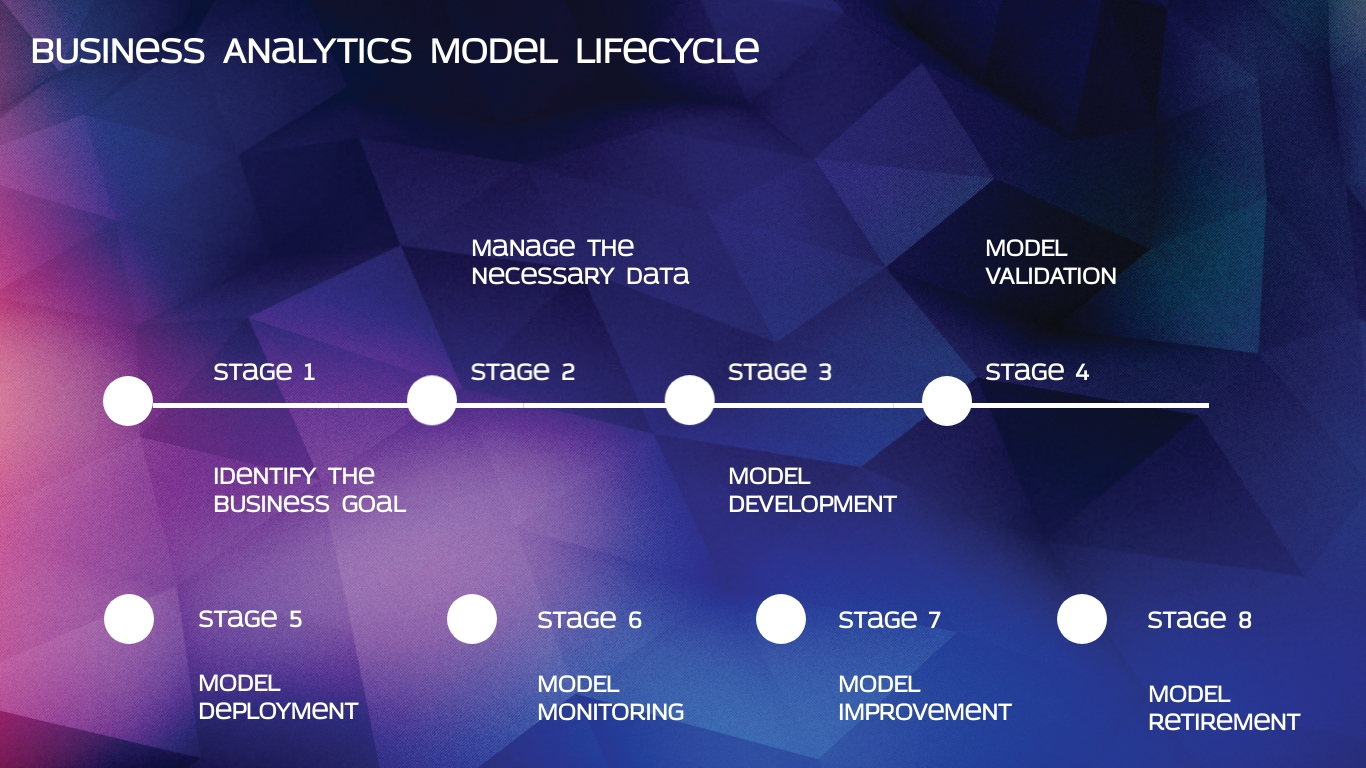 BUSINESS ANALYTICS MODEL LIFECYCLE
MANAGE THE
NECESSARY DATA
MODEL
VALIDATION
STAGE 1
STAGE 2
STAGE 3
STAGE 4
IDENTIFY THE
BUSINESS GOAL
MODEL
DEVELOPMENT
STAGE 5
STAGE 6
STAGE 7
STAGE 8
MODEL
DEPLOYMENT
MODEL
MONITORING
MODEL
IMPROVEMENT
MODEL
RETIREMENT